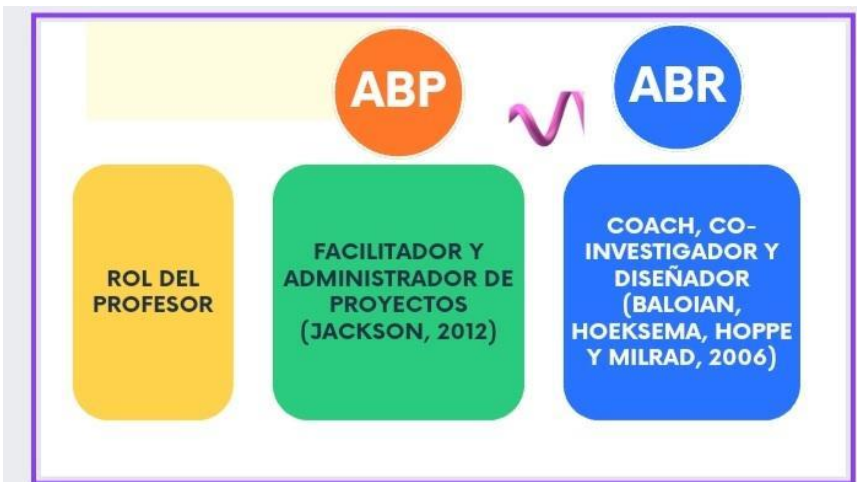 ABP
ABR
ROL DEL
PROFESOR
FACILITADOR Y
ADMINISTRADOR DE
PROYECTOS
(JACKSON, 2012)
COACH, CO-
INVESTIGADOR Y
DISEÑADOR
(BALOIAN,
HOEKSEMA, HOPPE
Y MILRAD, 2006)